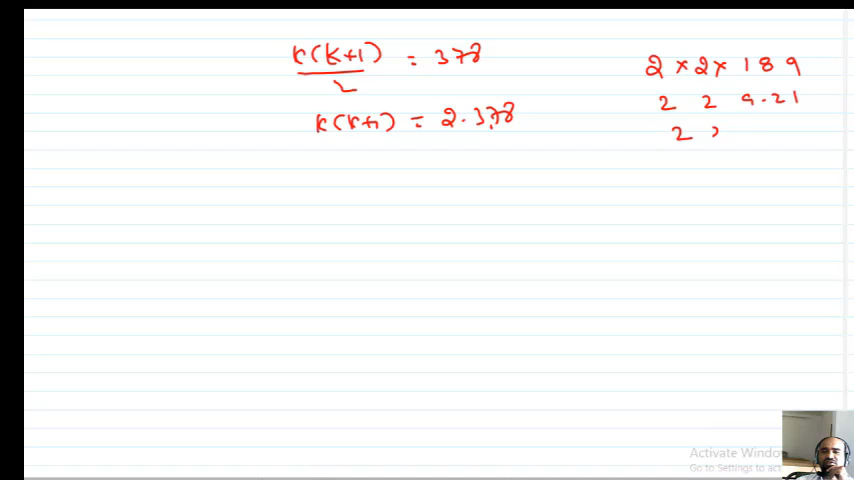 k(k+1) = 378
2
k(k+1) = 2.378
2 × 2 × 189
2 2 9.21
2
Activate Windo
Go to Settings to act